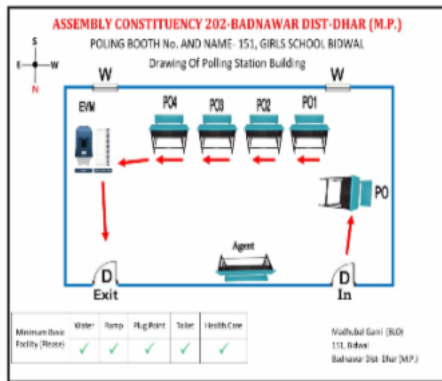 ASSEMBLY CONSTITUENCY 202-BADNAWAR DIST-DHAR (M.P.)
POLING BOOTH No. AND NAME- 151, GIRLS SCHOOL BIDWAL
Drawing Of Polling Station Building
S
E W
N
W W
EVM PO4 PO3 PO2 PO1
PO
Agent
D D
Exit In
Minimum Basic Facility (Please) Water Ramp Plug Point Toilet Health Care
✓ ✓ ✓ ✓ ✓
Madhubal Garni (BLO)
151, Bidwal
Badnawar Dist- Dhar (M.P.)